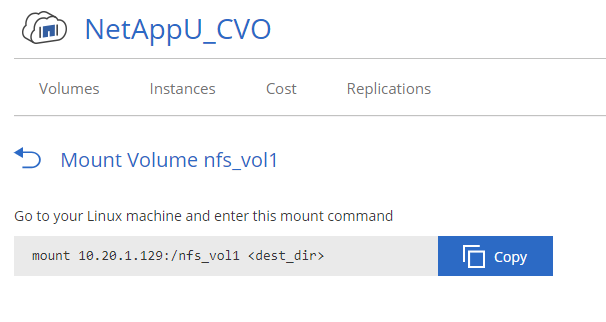 NetAppU_CVO
Volumes Instances Cost Replications
Mount Volume nfs_vol1
Go to your Linux machine and enter this mount command
mount 10.20.1.129:/nfs_vol1 <dest_dir> Copy